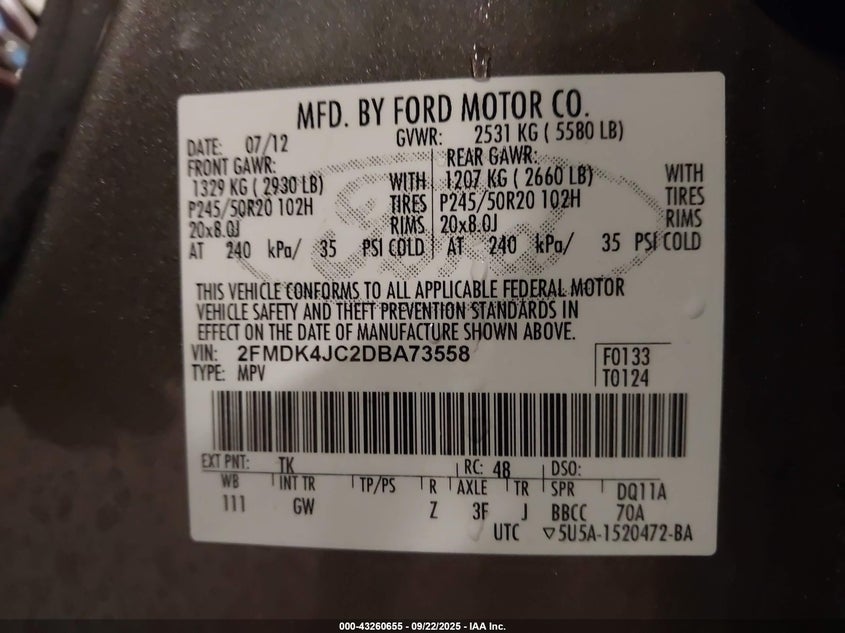 MFD. BY FORD MOTOR CO.
DATE: 07/12 GVWR: 2531 KG ( 5580 LB)
FRONT GAWR: REAR GAWR:
1329 KG ( 2930 LB) WITH 1207 KG ( 2660 LB) WITH
P245/50R20 102H TIRES P245/50R20 102H TIRES
20x8.0J RIMS 20x8.0J RIMS
AT 240 kPa/ 35 PSI COLD AT 240 kPa/ 35 PSI COLD
THIS VEHICLE CONFORMS TO ALL APPLICABLE FEDERAL MOTOR
VEHICLE SAFETY AND THEFT PREVENTION STANDARDS IN
EFFECT ON THE DATE OF MANUFACTURE SHOWN ABOVE.
VIN: 2FMDK4JC2DBA73558 F0133
TYPE: MPV T0124
EXT PNT: TK RC: 48 DSO:
WB INT TR TP/PS R AXLE TR SPR DQ11A
111 GW Z 3F J BBCC 70A
UTC ▽5U5A-1520472-BA
000-43260655 - 09/22/2025 - IAA Inc.